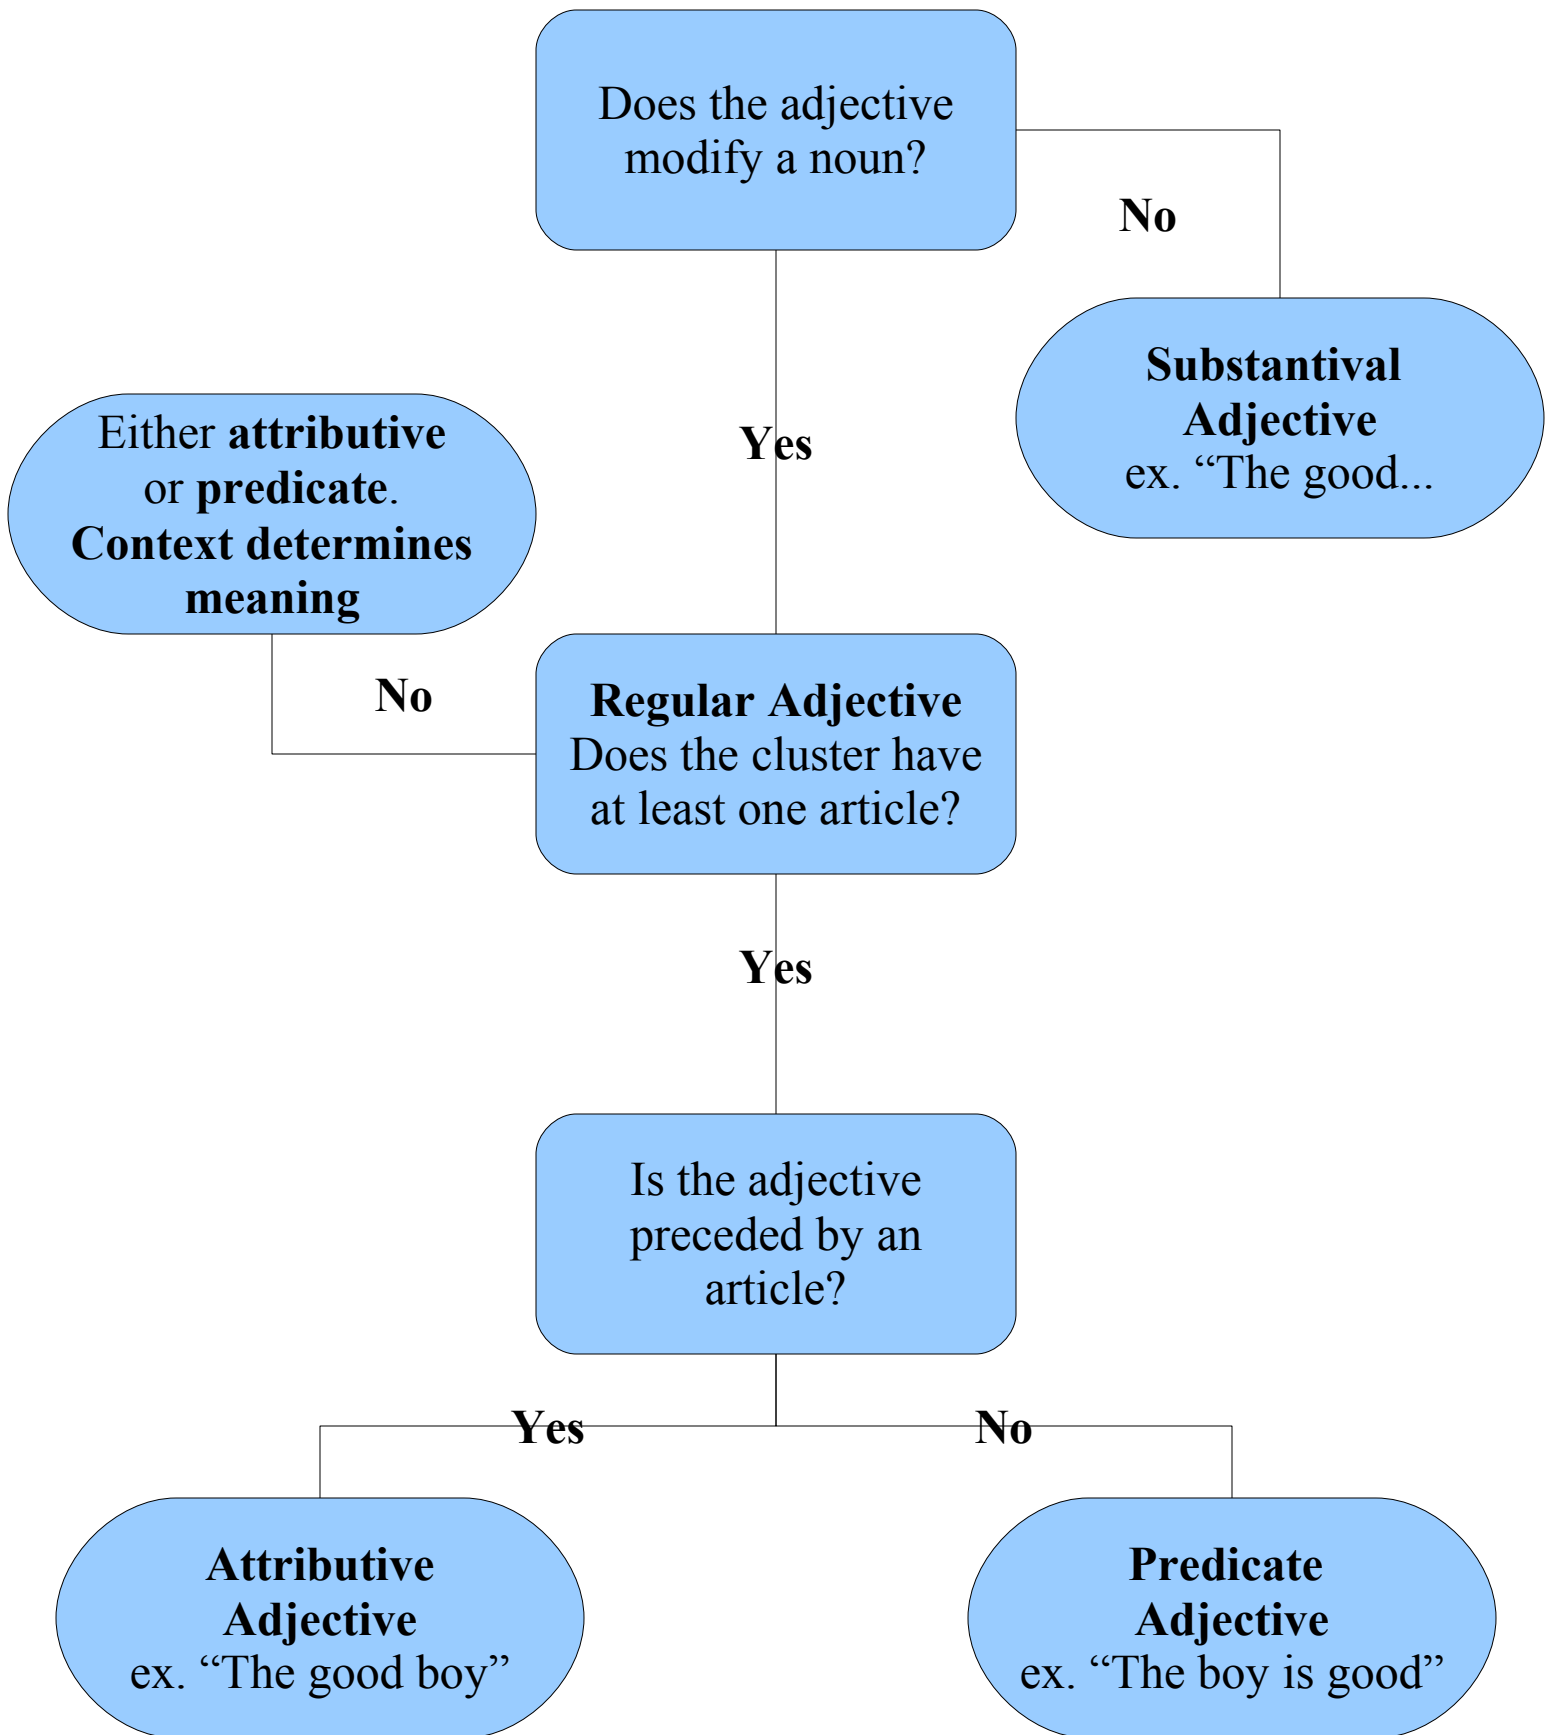 Does the adjective
modify a noun?
No
Substantival
Adjective
ex. “The good...
Yes
Either attributive
or predicate.
Context determines
meaning
No
Regular Adjective
Does the cluster have
at least one article?
Yes
Is the adjective
preceded by an
article?
Yes
No
Attributive
Adjective
ex. “The good boy”
Predicate
Adjective
ex. “The boy is good”